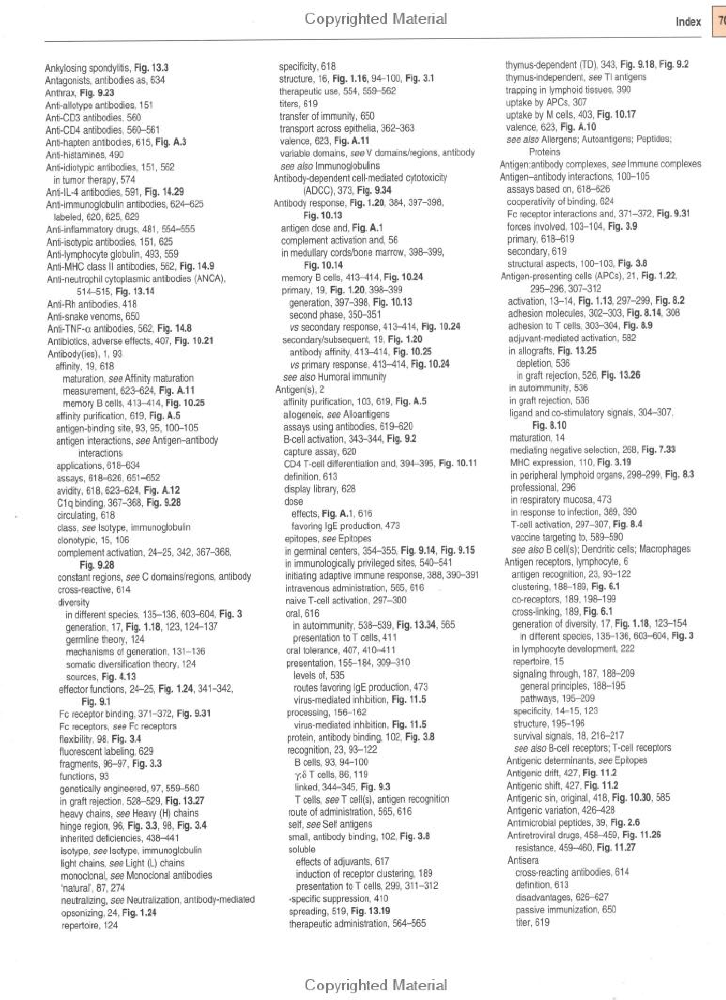 Copyrighted Material
Index
70
Ankylosing spondylitis, Fig. 13.3
Antagonists, antibodies as, 634
Anthrax, Fig. 9.23
Anti-allotype antibodies, 151
Anti-CD3 antibodies, 560
Anti-CD4 antibodies, 560–561
Anti-hapten antibodies, 615, Fig. A.3
Anti-histamines, 490
Anti-idiotypic antibodies, 151, 562
in tumor therapy, 574
Anti-IL-4 antibodies, 591, Fig. 14.29
Anti-immunoglobulin antibodies, 624–625
labeled, 620, 625, 629
Anti-inflammatory drugs, 481, 554–555
Anti-isotypic antibodies, 151, 625
Anti-lymphocyte globulin, 493, 559
Anti-MHC class II antibodies, 562, Fig. 14.9
Anti-neutrophil cytoplasmic antibodies (ANCA),
514–515, Fig. 13.14
Anti-Rh antibodies, 418
Anti-snake venoms, 650
Anti-TNF-α antibodies, 562, Fig. 14.8
Antibiotics, adverse effects, 407, Fig. 10.21
Antibody(ies), 1, 93
affinity, 19, 618
maturation, see Affinity maturation
measurement, 623–624, Fig. A.11
memory B cells, 413–414, Fig. 10.25
affinity purification, 619, Fig. A.5
antigen-binding site, 93, 95, 100–105
antigen interactions, see Antigen–antibody
interactions
applications, 618–634
assays, 618–626, 651–652
avidity, 618, 623–624, Fig. A.12
C1q binding, 367–368, Fig. 9.28
circulating, 618
class, see Isotype, immunoglobulin
clonotypic, 15, 106
complement activation, 24–25, 342, 367–368,
Fig. 9.28
constant regions, see C domains/regions, antibody
cross-reactive, 614
diversity
in different species, 135–136, 603–604, Fig. 3
generation, 17, Fig. 1.18, 123, 124–137
germline theory, 124
mechanisms of generation, 131–136
somatic diversification theory, 124
sources, Fig. 4.13
effector functions, 24–25, Fig. 1.24, 341–342,
Fig. 9.1
Fc receptor binding, 371–372, Fig. 9.31
Fc receptors, see Fc receptors
flexibility, 98, Fig. 3.4
fluorescent labeling, 629
fragments, 96–97, Fig. 3.3
functions, 93
genetically engineered, 97, 559–560
in graft rejection, 528–529, Fig. 13.27
heavy chains, see Heavy (H) chains
hinge region, 96, Fig. 3.3, 98, Fig. 3.4
inherited deficiencies, 438–441
isotype, see Isotype, immunoglobulin
light chains, see Light (L) chains
monoclonal, see Monoclonal antibodies
'natural', 87, 274
neutralizing, see Neutralization, antibody-mediated
opsonizing, 24, Fig. 1.24
repertoire, 124
specificity, 618
structure, 16, Fig. 1.16, 94–100, Fig. 3.1
therapeutic use, 554, 559–562
titers, 619
transfer of immunity, 650
transport across epithelia, 362–363
valence, 623, Fig. A.11
variable domains, see V domains/regions, antibody
see also Immunoglobulins
Antibody-dependent cell-mediated cytotoxicity
(ADCC), 373, Fig. 9.34
Antibody response, Fig. 1.20, 384, 397–398,
Fig. 10.13
antigen dose and, Fig. A.1
complement activation and, 56
in medullary cords/bone marrow, 398–399,
Fig. 10.14
memory B cells, 413–414, Fig. 10.24
primary, 19, Fig. 1.20, 398–399
generation, 397–398, Fig. 10.13
second phase, 350–351
vs secondary response, 413–414, Fig. 10.24
secondary/subsequent, 19, Fig. 1.20
antibody affinity, 413–414, Fig. 10.25
vs primary response, 413–414, Fig. 10.24
see also Humoral immunity
Antigen(s), 2
affinity purification, 103, 619, Fig. A.5
allogeneic, see Alloantigens
assays using antibodies, 619–620
B-cell activation, 343–344, Fig. 9.2
capture assay, 620
CD4 T-cell differentiation and, 394–395, Fig. 10.11
definition, 613
display library, 628
dose
effects, Fig. A.1, 616
favoring IgE production, 473
epitopes, see Epitopes
in germinal centers, 354–355, Fig. 9.14, Fig. 9.15
in immunologically privileged sites, 540–541
initiating adaptive immune response, 388, 390–391
intravenous administration, 565, 616
naive T-cell activation, 297–300
oral, 616
in autoimmunity, 538–539, Fig. 13.34, 565
presentation to T cells, 411
oral tolerance, 407, 410–411
presentation, 155–184, 309–310
levels of, 535
routes favoring IgE production, 473
virus-mediated inhibition, Fig. 11.5
processing, 156–162
virus-mediated inhibition, Fig. 11.5
protein, antibody binding, 102, Fig. 3.8
recognition, 23, 93–122
B cells, 93, 94–100
γ,δ T cells, 86, 119
linked, 344–345, Fig. 9.3
T cells, see T cell(s), antigen recognition
route of administration, 565, 616
self, see Self antigens
small, antibody binding, 102, Fig. 3.8
soluble
effects of adjuvants, 617
induction of receptor clustering, 189
presentation to T cells, 299, 311–312
-specific suppression, 410
spreading, 519, Fig. 13.19
therapeutic administration, 564–565
thymus-dependent (TD), 343, Fig. 9.18, Fig. 9.2
thymus-independent, see TI antigens
trapping in lymphoid tissues, 390
uptake by APCs, 307
uptake by M cells, 403, Fig. 10.17
valence, 623, Fig. A.10
see also Allergens; Autoantigens; Peptides;
Proteins
Antigen:antibody complexes, see Immune complexes
Antigen–antibody interactions, 100–105
assays based on, 618–626
cooperativity of binding, 624
Fc receptor interactions and, 371–372, Fig. 9.31
forces involved, 103–104, Fig. 3.9
primary, 618–619
secondary, 619
structural aspects, 100–103, Fig. 3.8
Antigen-presenting cells (APCs), 21, Fig. 1.22,
295–296, 307–312
activation, 13–14, Fig. 1.13, 297–299, Fig. 8.2
adhesion molecules, 302–303, Fig. 8.14, 308
adhesion to T cells, 303–304, Fig. 8.9
adjuvant-mediated activation, 582
in allografts, Fig. 13.25
depletion, 536
in graft rejection, 526, Fig. 13.26
in autoimmunity, 536
in graft rejection, 536
ligand and co-stimulatory signals, 304–307,
Fig. 8.10
maturation, 14
mediating negative selection, 268, Fig. 7.33
MHC expression, 110, Fig. 3.19
in peripheral lymphoid organs, 298–299, Fig. 8.3
professional, 296
in respiratory mucosa, 473
in response to infection, 389, 390
T-cell activation, 297–307, Fig. 8.4
vaccine targeting to, 589–590
see also B cell(s); Dendritic cells; Macrophages
Antigen receptors, lymphocyte, 6
antigen recognition, 23, 93–122
clustering, 188–189, Fig. 6.1
co-receptors, 189, 198–199
cross-linking, 189, Fig. 6.1
generation of diversity, 17, Fig. 1.18, 123–154
in different species, 135–136, 603–604, Fig. 3
in lymphocyte development, 222
repertoire, 15
signaling through, 187, 188–209
general principles, 188–195
pathways, 195–209
specificity, 14–15, 123
structure, 195–196
survival signals, 18, 216–217
see also B-cell receptors; T-cell receptors
Antigenic determinants, see Epitopes
Antigenic drift, 427, Fig. 11.2
Antigenic shift, 427, Fig. 11.2
Antigenic sin, original, 418, Fig. 10.30, 585
Antigenic variation, 426–428
Antimicrobial peptides, 39, Fig. 2.6
Antiretroviral drugs, 458–459, Fig. 11.26
resistance, 459–460, Fig. 11.27
Antisera
cross-reacting antibodies, 614
definition, 613
disadvantages, 626–627
passive immunization, 650
titer, 619
Copyrighted Material